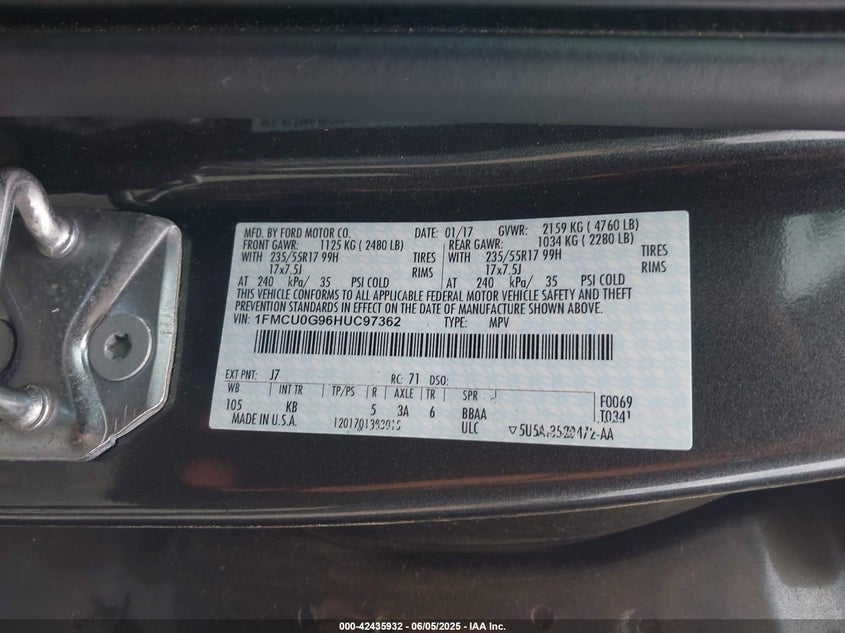 MFD. BY FORD MOTOR CO. DATE: 01/17 GVWR: 2159 KG ( 4760 LB)
FRONT GAWR: 1125 KG ( 2480 LB) REAR GAWR: 1034 KG ( 2280 LB)
WITH 235/55R17 99H TIRES WITH 235/55R17 99H TIRES
17x7.5J RIMS 17x7.5J RIMS
AT 240 kPa/ 35 PSI COLD AT 240 kPa/ 35 PSI COLD
THIS VEHICLE CONFORMS TO ALL APPLICABLE FEDERAL MOTOR VEHICLE SAFETY AND THEFT
PREVENTION STANDARDS IN EFFECT ON THE DATE OF MANUFACTURE SHOWN ABOVE.
VIN: 1FMCU0G96HUC97362 TYPE: MPV
EXT PNT: J7 RC: 71 DSO:
WB INT TR TP/PS R AXLE TR SPR F0069
105 KB 5 3A 6 BBAA T0341
MADE IN U.S.A. ULC
000-42435932 - 06/05/2025 - IAA Inc.